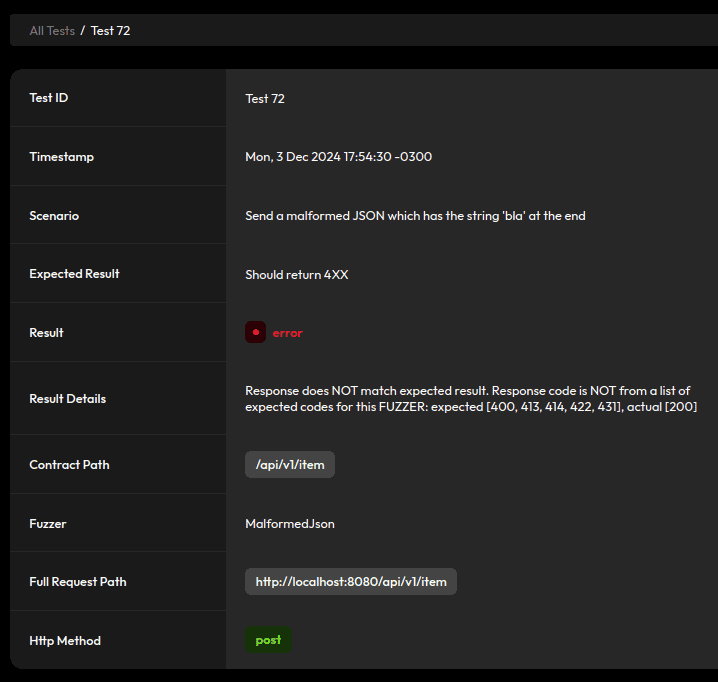 All Tests / Test 72
Test ID
Test 72
Timestamp
Mon, 3 Dec 2024 17:54:30 -0300
Scenario
Send a malformed JSON which has the string 'bla' at the end
Expected Result
Should return 4XX
Result
error
Result Details
Response does NOT match expected result. Response code is NOT from a list of
expected codes for this FUZZER: expected [400, 413, 414, 422, 431], actual [200]
Contract Path
/api/v1/item
Fuzzer
MalformedJson
Full Request Path
http://localhost:8080/api/v1/item
Http Method
post